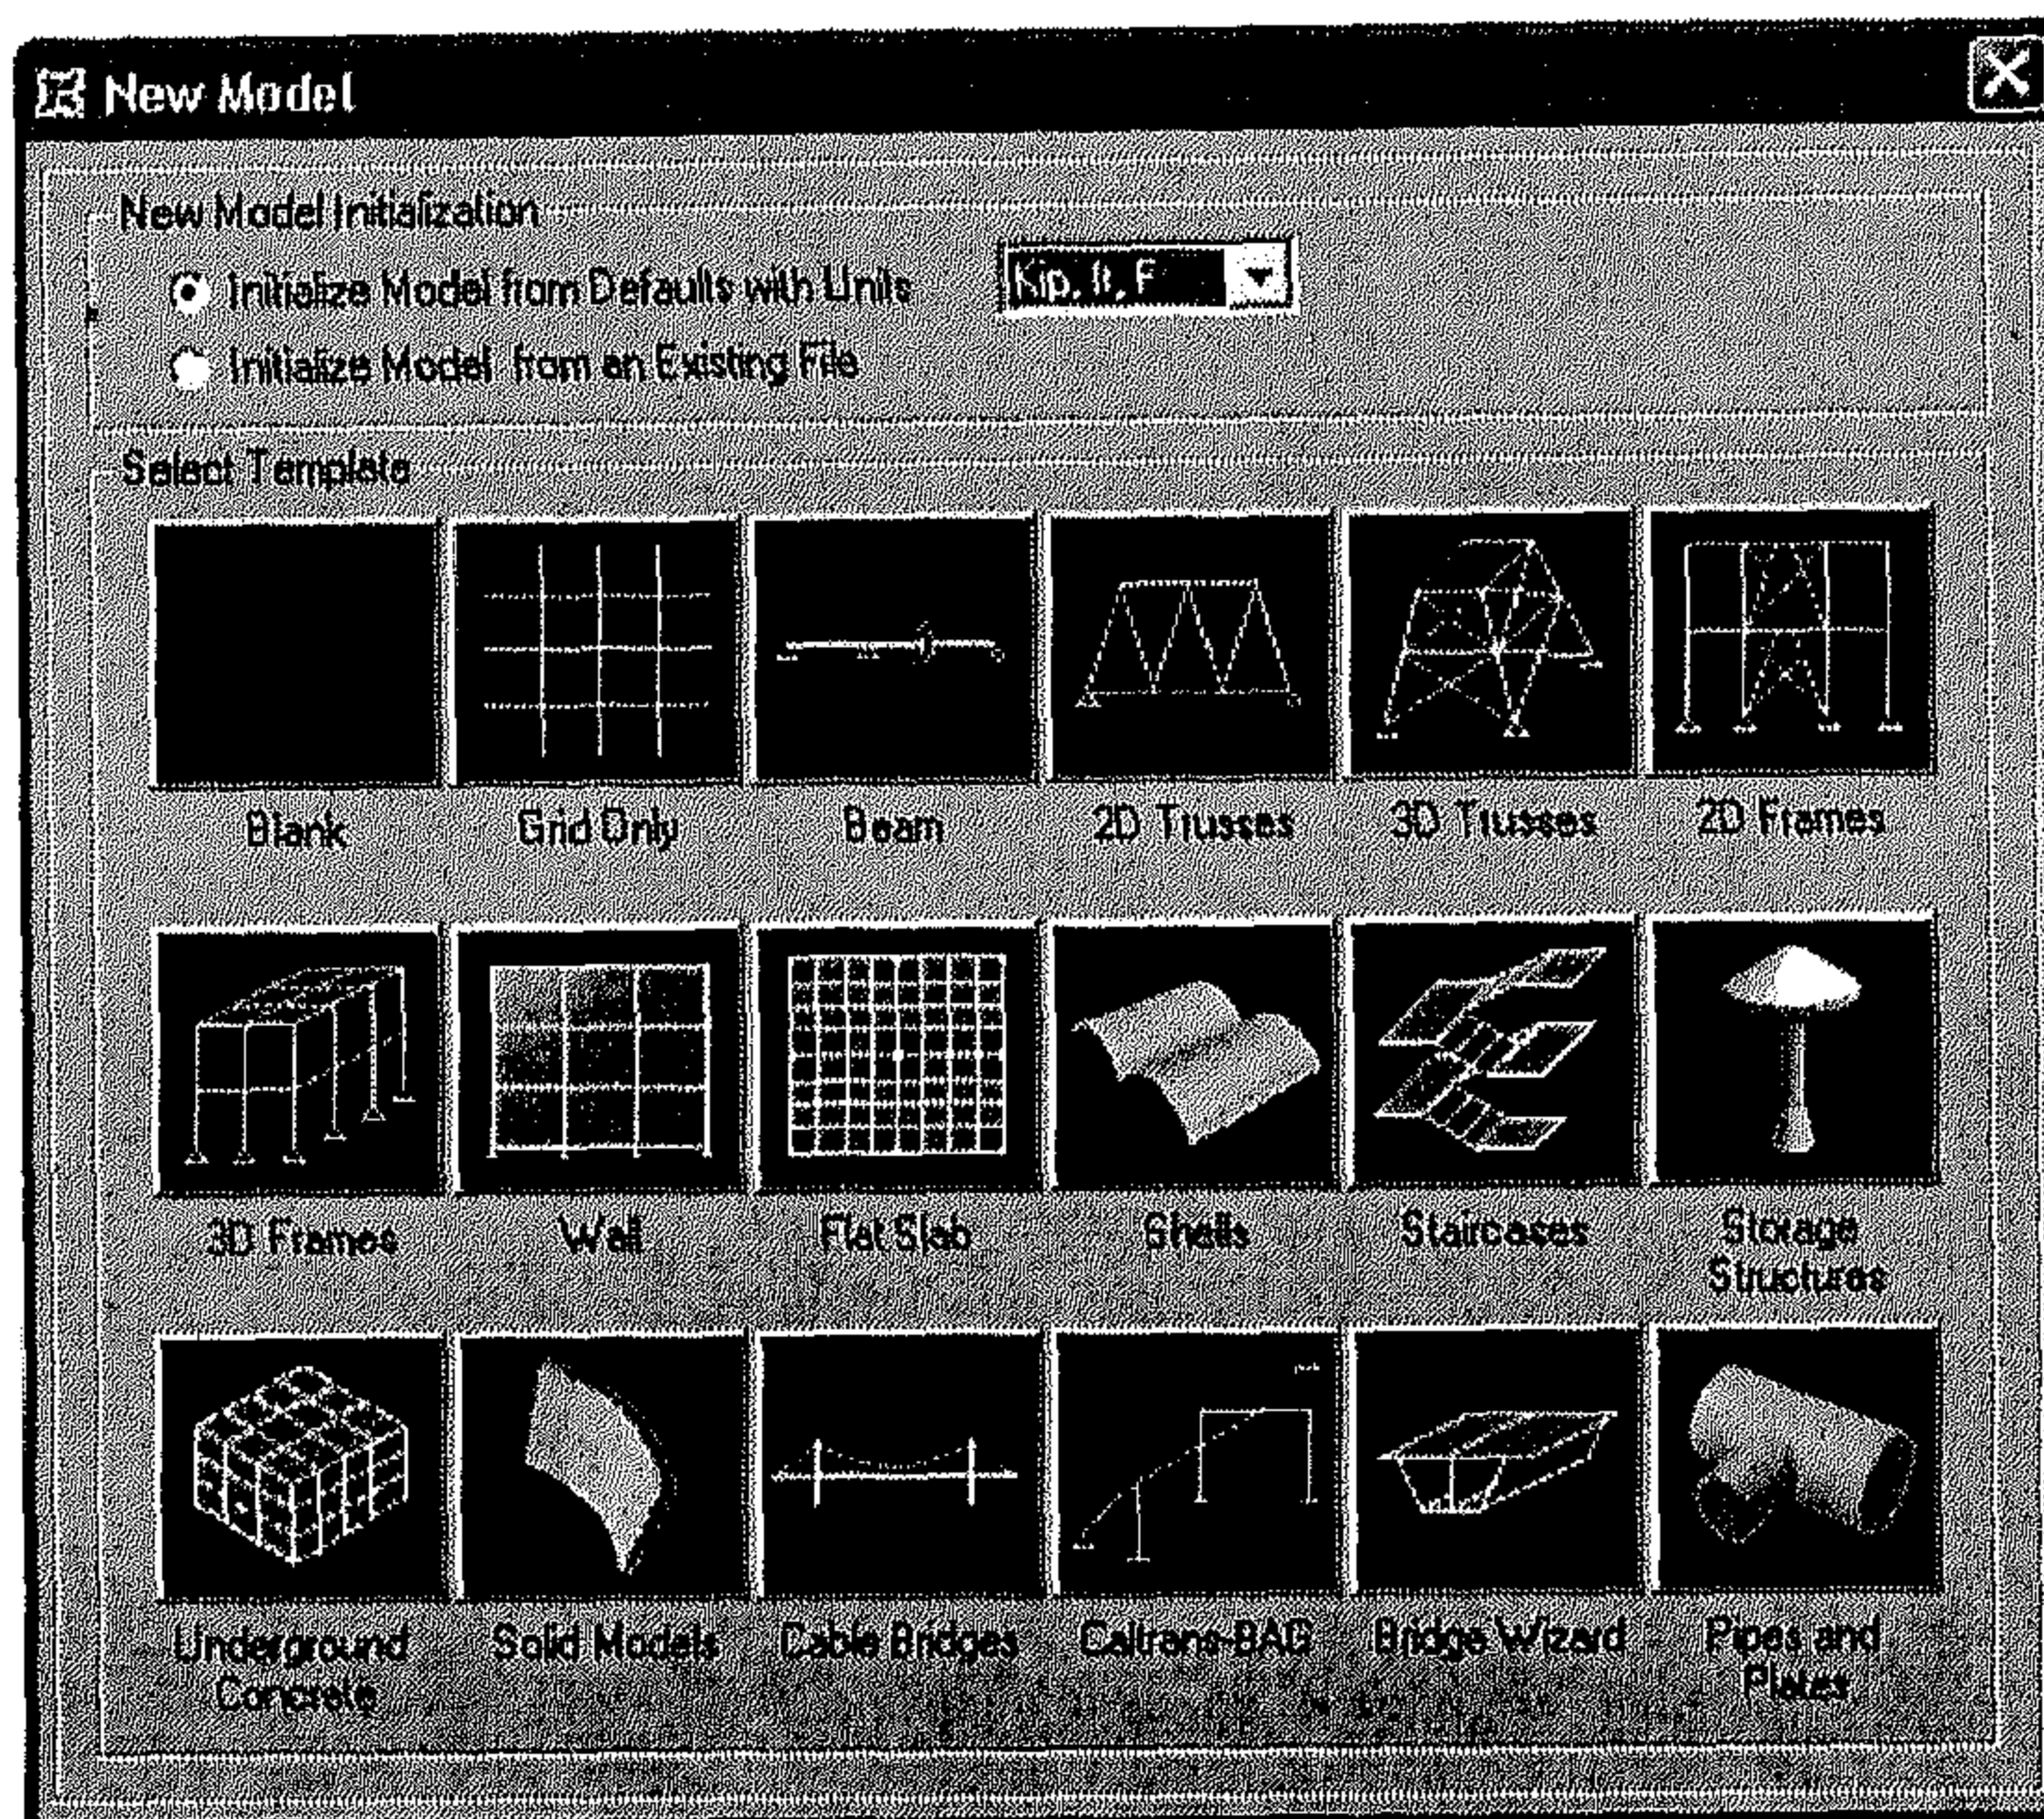 New Model
New Model Initialization
Initialize Model from Defaults with Units
Kip, ft, F
Initialize Model from an Existing File
Select Template
Blank
Grid Only
Beam
2D Trusses
3D Trusses
2D Frames
3D Frames
Wall
Flat Slab
Shells
Staircases
Storage
Structures
Underground
Concrete
Solid Models
Cable Bridges
Caltrans-BAG
Bridge Wizard
Pipes and
Plates